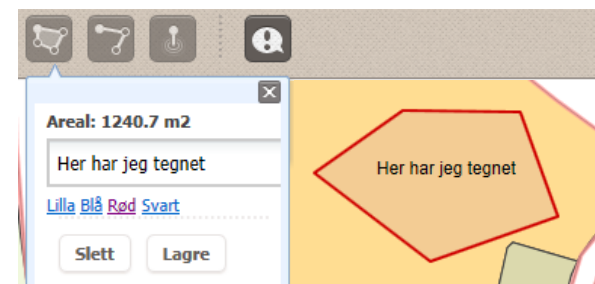 Areal: 1240.7 m2
Her har jeg tegnet
Lilla Blå Rød Svart
Slett Lagre
Her har jeg tegnet